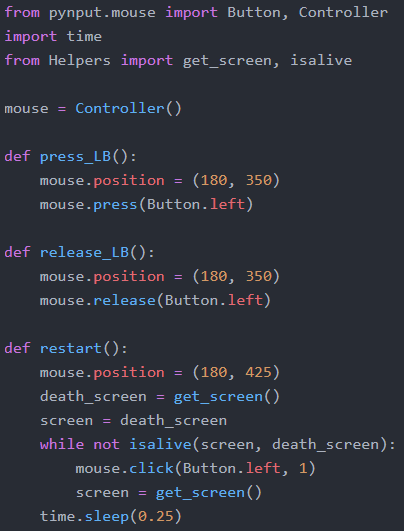 from pynput.mouse import Button, Controller
import time
from Helpers import get_screen, isalive

mouse = Controller()

def press_LB():
    mouse.position = (180, 350)
    mouse.press(Button.left)

def release_LB():
    mouse.position = (180, 350)
    mouse.release(Button.left)

def restart():
    mouse.position = (180, 425)
    death_screen = get_screen()
    screen = death_screen
    while not isalive(screen, death_screen):
        mouse.click(Button.left, 1)
        screen = get_screen()
    time.sleep(0.25)